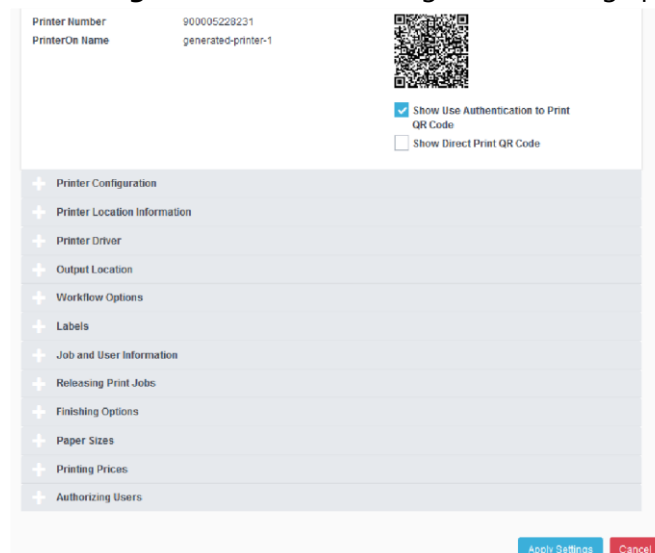 Printer Number 900005228231
PrinterOn Name generated-printer-1
Show Use Authentication to Print
QR Code
Show Direct Print QR Code
Printer Configuration
Printer Location Information
Printer Driver
Output Location
Workflow Options
Labels
Job and User Information
Releasing Print Jobs
Finishing Options
Paper Sizes
Printing Prices
Authorizing Users
Apply Settings Cancel